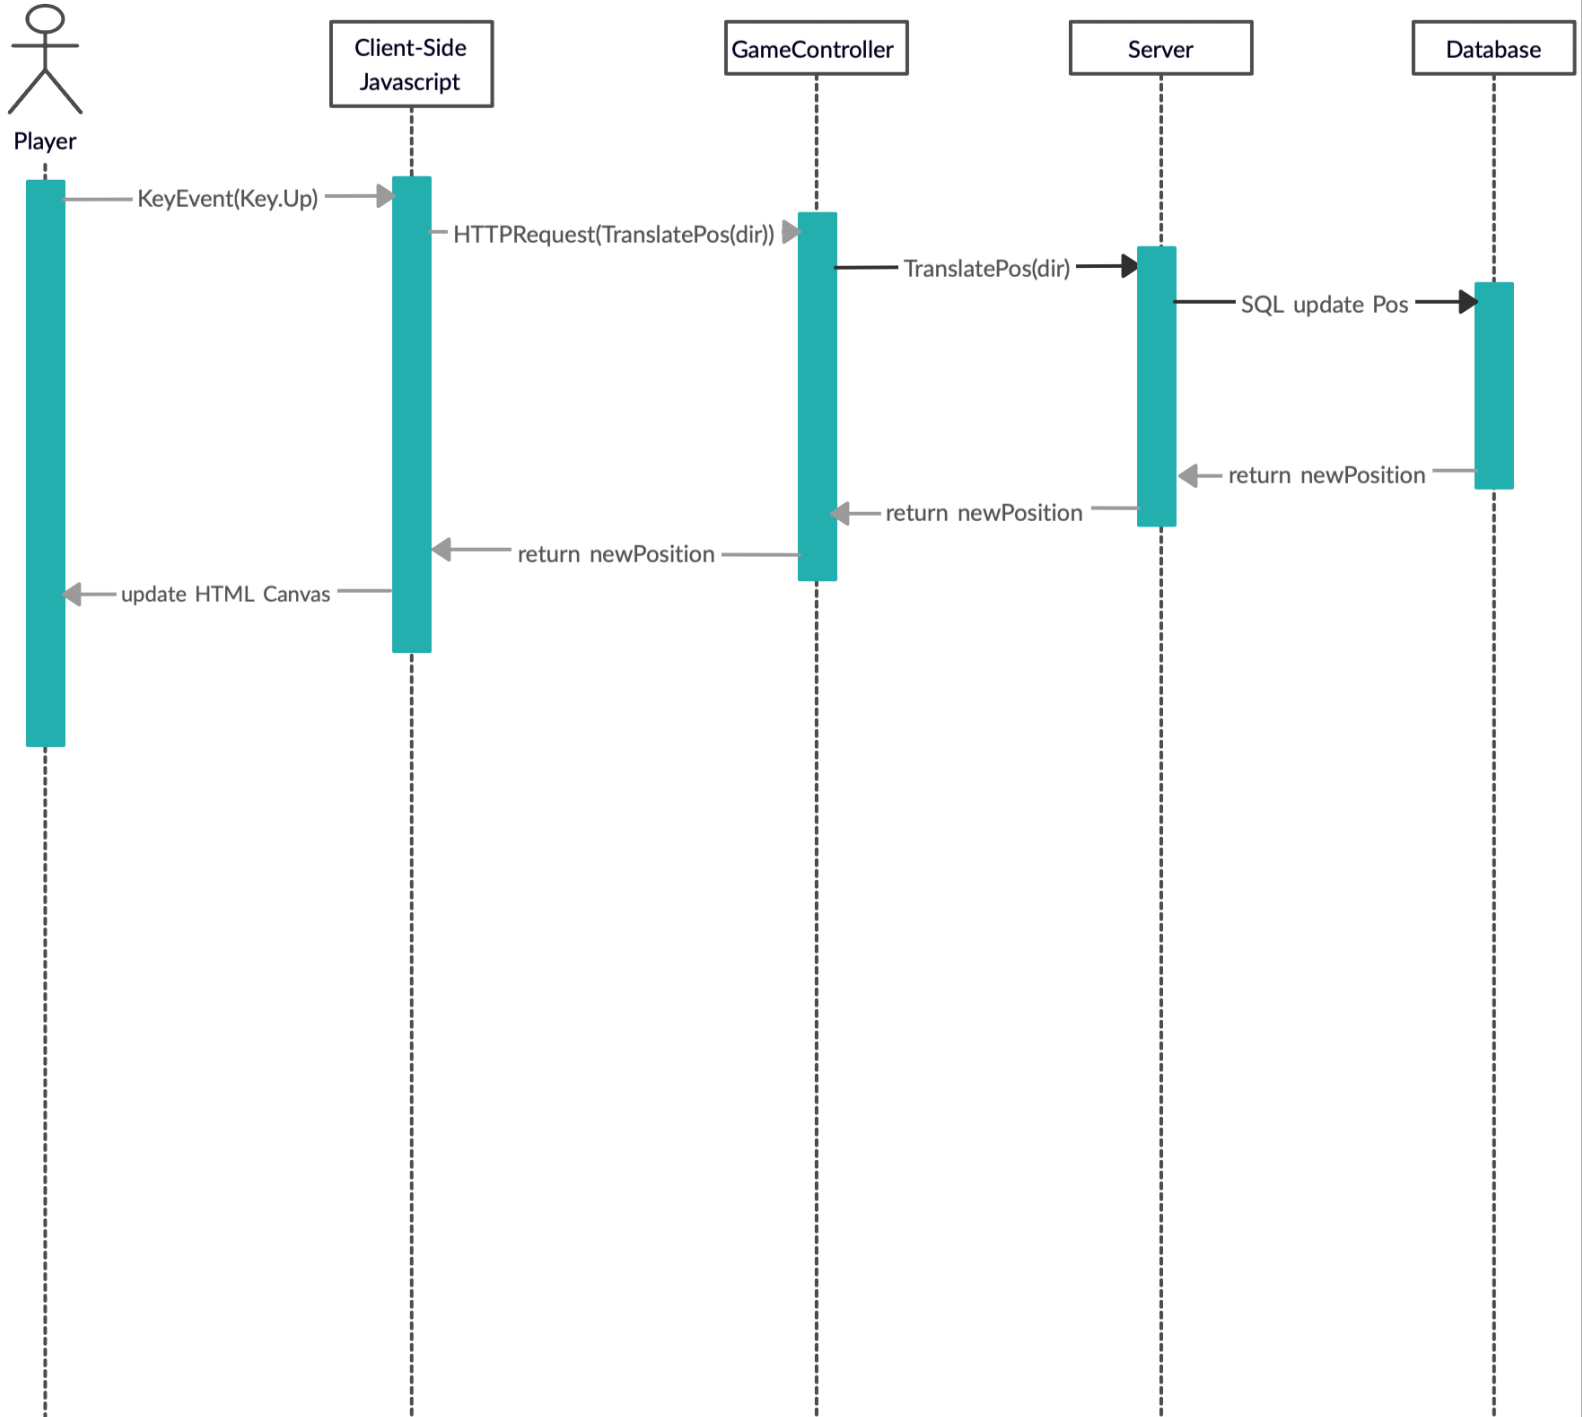 Client-Side
Javascript
GameController
Server
Database
Player
KeyEvent(Key.Up)
HTTPRequest(TranslatePos(dir))
TranslatePos(dir)
SQL update Pos
return newPosition
return newPosition
return newPosition
update HTML Canvas